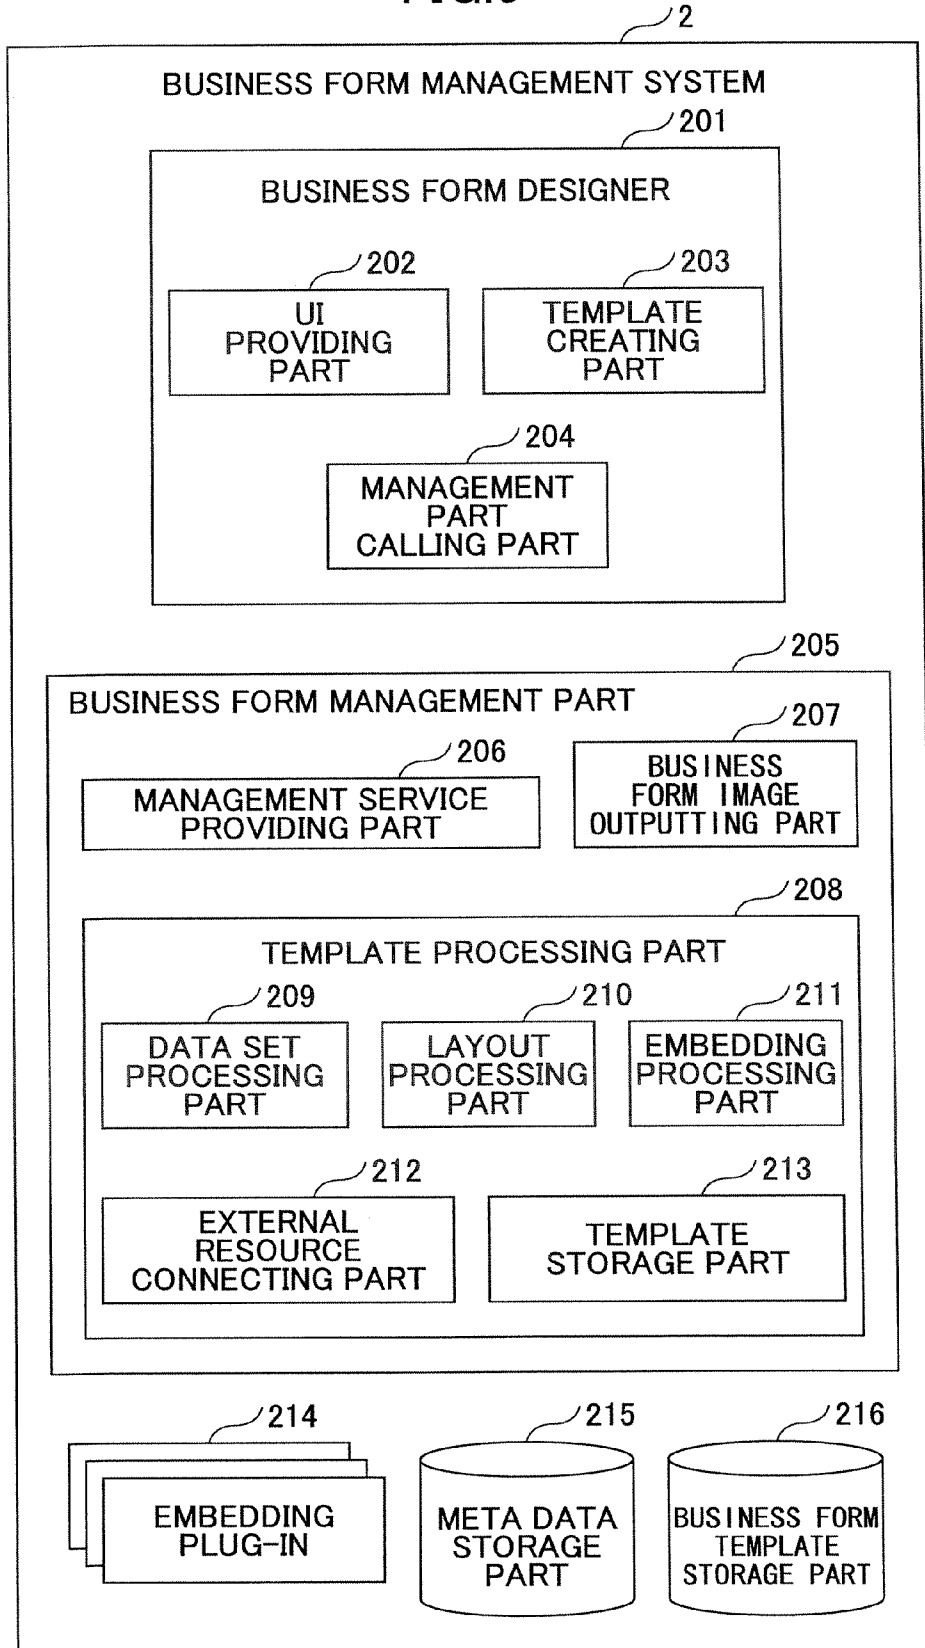 2
BUSINESS FORM MANAGEMENT SYSTEM
201
BUSINESS FORM DESIGNER
202
UI
PROVIDING
PART
203
TEMPLATE
CREATING
PART
204
MANAGEMENT
PART
CALLING PART
205
BUSINESS FORM MANAGEMENT PART
206
MANAGEMENT SERVICE
PROVIDING PART
207
BUSINESS
FORM IMAGE
OUTPUTTING PART
208
TEMPLATE PROCESSING PART
209
DATA SET
PROCESSING
PART
210
LAYOUT
PROCESSING
PART
211
EMBEDDING
PROCESSING
PART
212
EXTERNAL
RESOURCE
CONNECTING PART
213
TEMPLATE
STORAGE PART
214
EMBEDDING
PLUG-IN
215
META DATA
STORAGE
PART
216
BUSINESS FORM
TEMPLATE
STORAGE PART